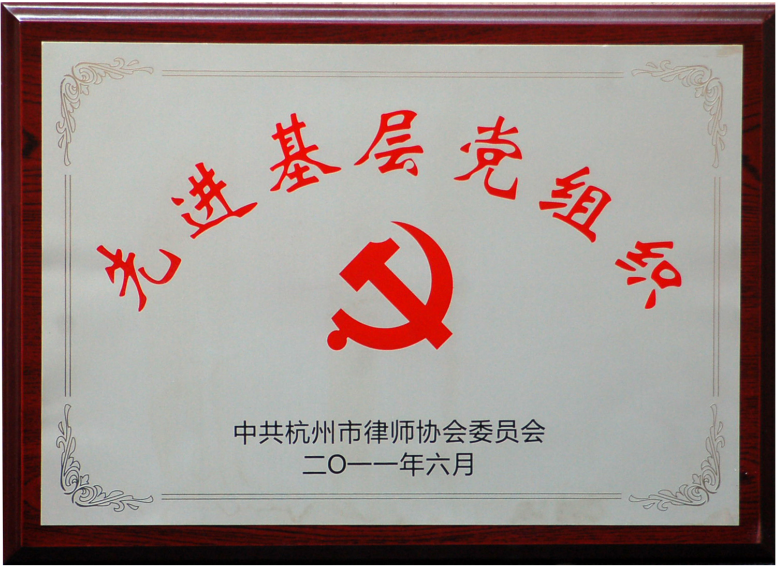 先进基层党组织
中共杭州市律师协会委员会
二〇一一年六月